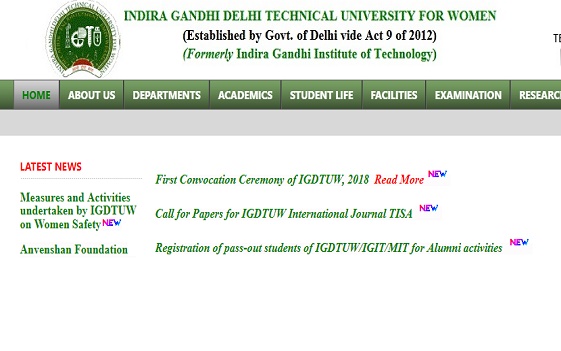 INDIRA GANDHI DELHI TECHNICAL UNIVERSITY FOR WOMEN
(Established by Govt. of Delhi vide Act 9 of 2012)
(Formerly Indira Gandhi Institute of Technology)
TE
HOME ABOUT US DEPARTMENTS ACADEMICS STUDENT LIFE FACILITIES EXAMINATION RESEARC
LATEST NEWS
Measures and Activities
undertaken by IGDTUW
on Women Safety NEW
Anvenshan Foundation
First Convocation Ceremony of IGDTUW, 2018 Read More NEW
Call for Papers for IGDTUW International Journal TISA NEW
Registration of pass-out students of IGDTUW/IGIT/MIT for Alumni activities NEW